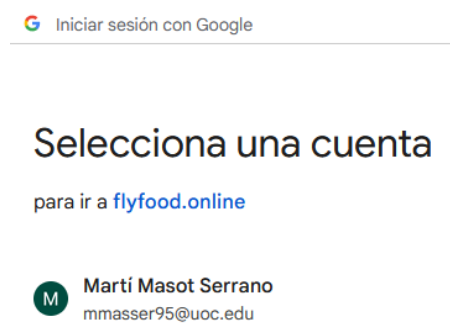 Iniciar sesión con Google
Selecciona una cuenta
para ir a flyfood.online
M
Martí Masot Serrano
mmasser95@uoc.edu